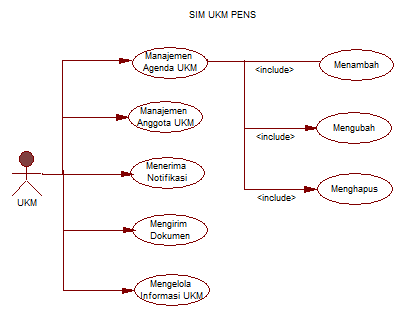 SIM UKM PENS
Manajemen
Agenda UKM
<include>
Menambah
Manajemen
Anggota UKM
<include>
Mengubah
Menerima
Notifikasi
<include>
Menghapus
UKM
Mengirim
Dokumen
Mengelola
Informasi UKM